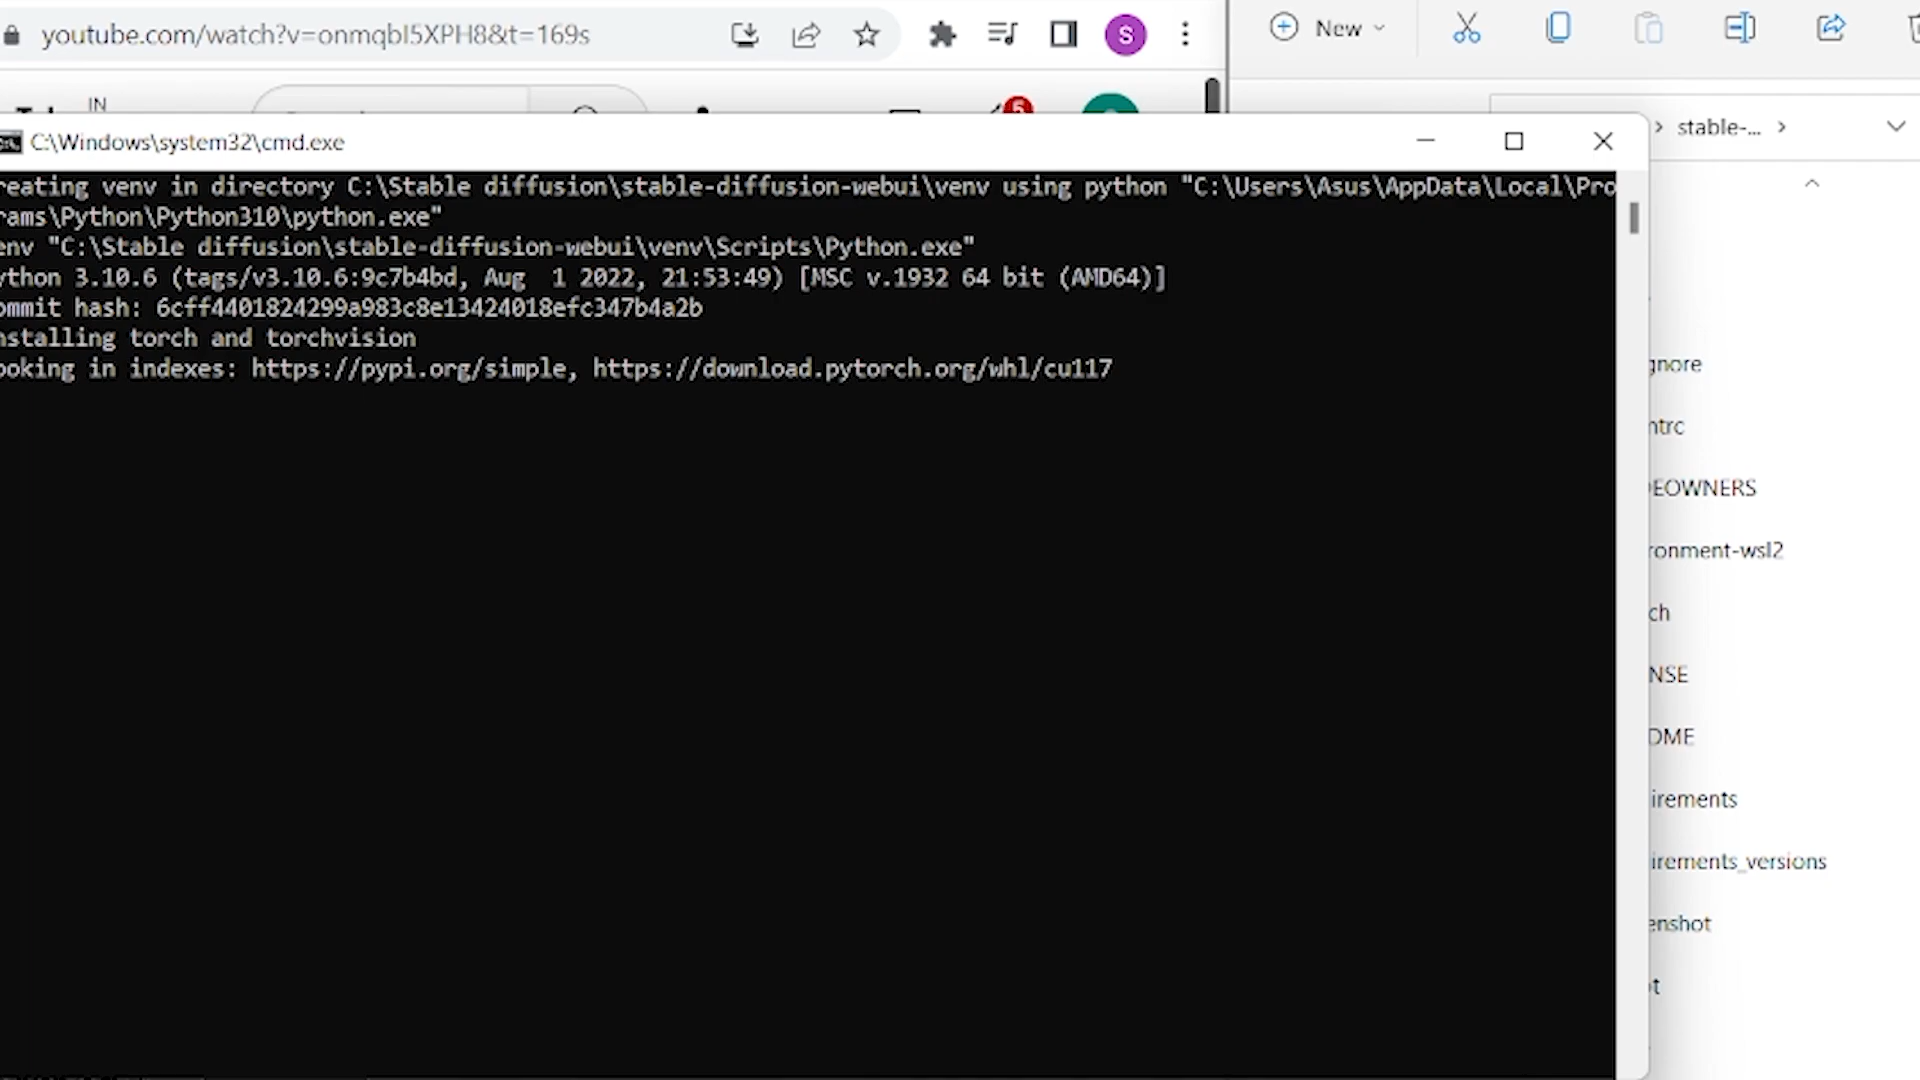 youtube.com/watch?v=onmqbI5XPH8&t=169s
S
New
IN
5
stable-...
C:\Windows\system32\cmd.exe
reating venv in directory C:\Stable diffusion\stable-diffusion-webui\venv using python "C:\Users\Asus\AppData\Local\Pro
rams\Python\Python310\python.exe"
env "C:\Stable diffusion\stable-diffusion-webui\venv\Scripts\Python.exe"
ython 3.10.6 (tags/v3.10.6:9c7b4bd, Aug  1 2022, 21:53:49) [MSC v.1932 64 bit (AMD64)]
ommit hash: 6cff4401824299a983c8e13424018efc347b4a2b
nstalling torch and torchvision
ooking in indexes: https://pypi.org/simple, https://download.pytorch.org/whl/cu117
gnore
ntrc
EOWNERS
ronment-wsl2
ch
NSE
OME
irements
irements_versions
enshot
t